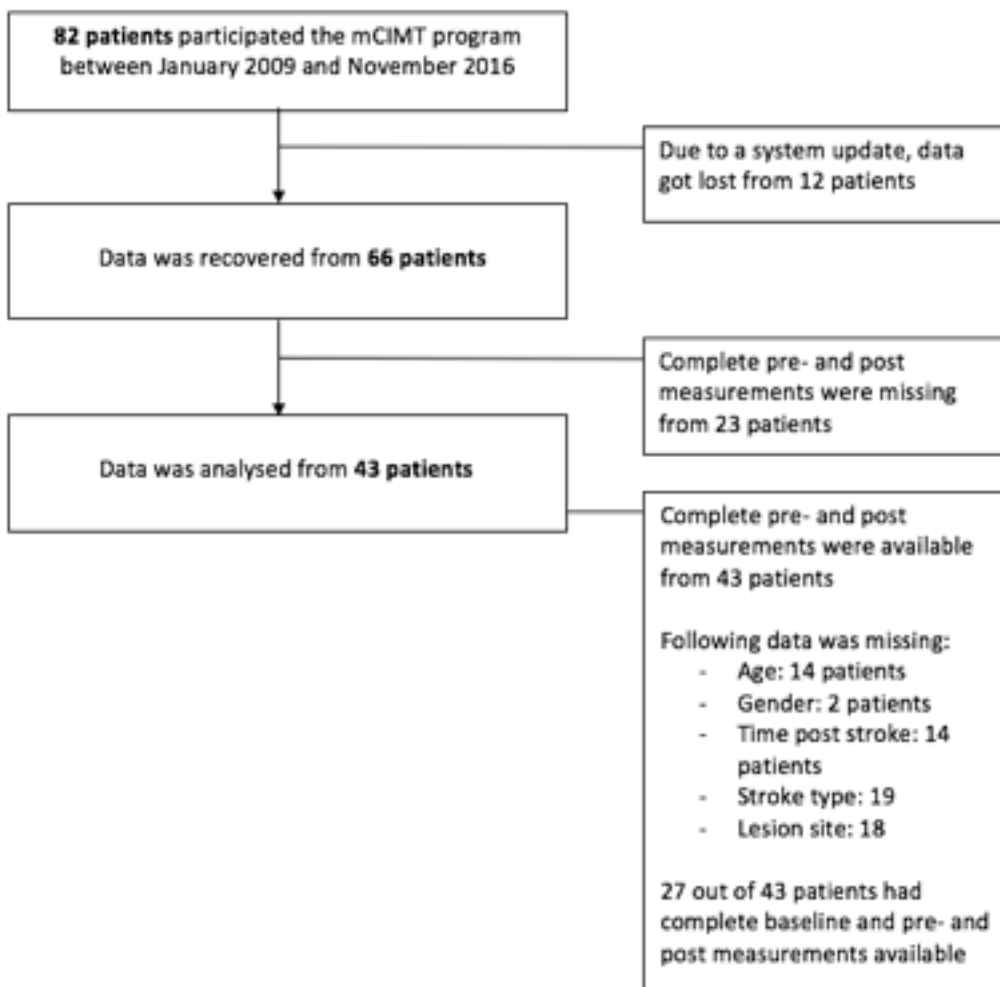 82 patients participated the mCIMT program
between January 2009 and November 2016
Due to a system update, data
got lost from 12 patients
Data was recovered from 66 patients
Complete pre- and post
measurements were missing
from 23 patients
Data was analysed from 43 patients
Complete pre- and post
measurements were available
from 43 patients
Following data was missing:
- Age: 14 patients
- Gender: 2 patients
- Time post stroke: 14
patients
- Stroke type: 19
- Lesion site: 18
27 out of 43 patients had
complete baseline and pre- and
post measurements available